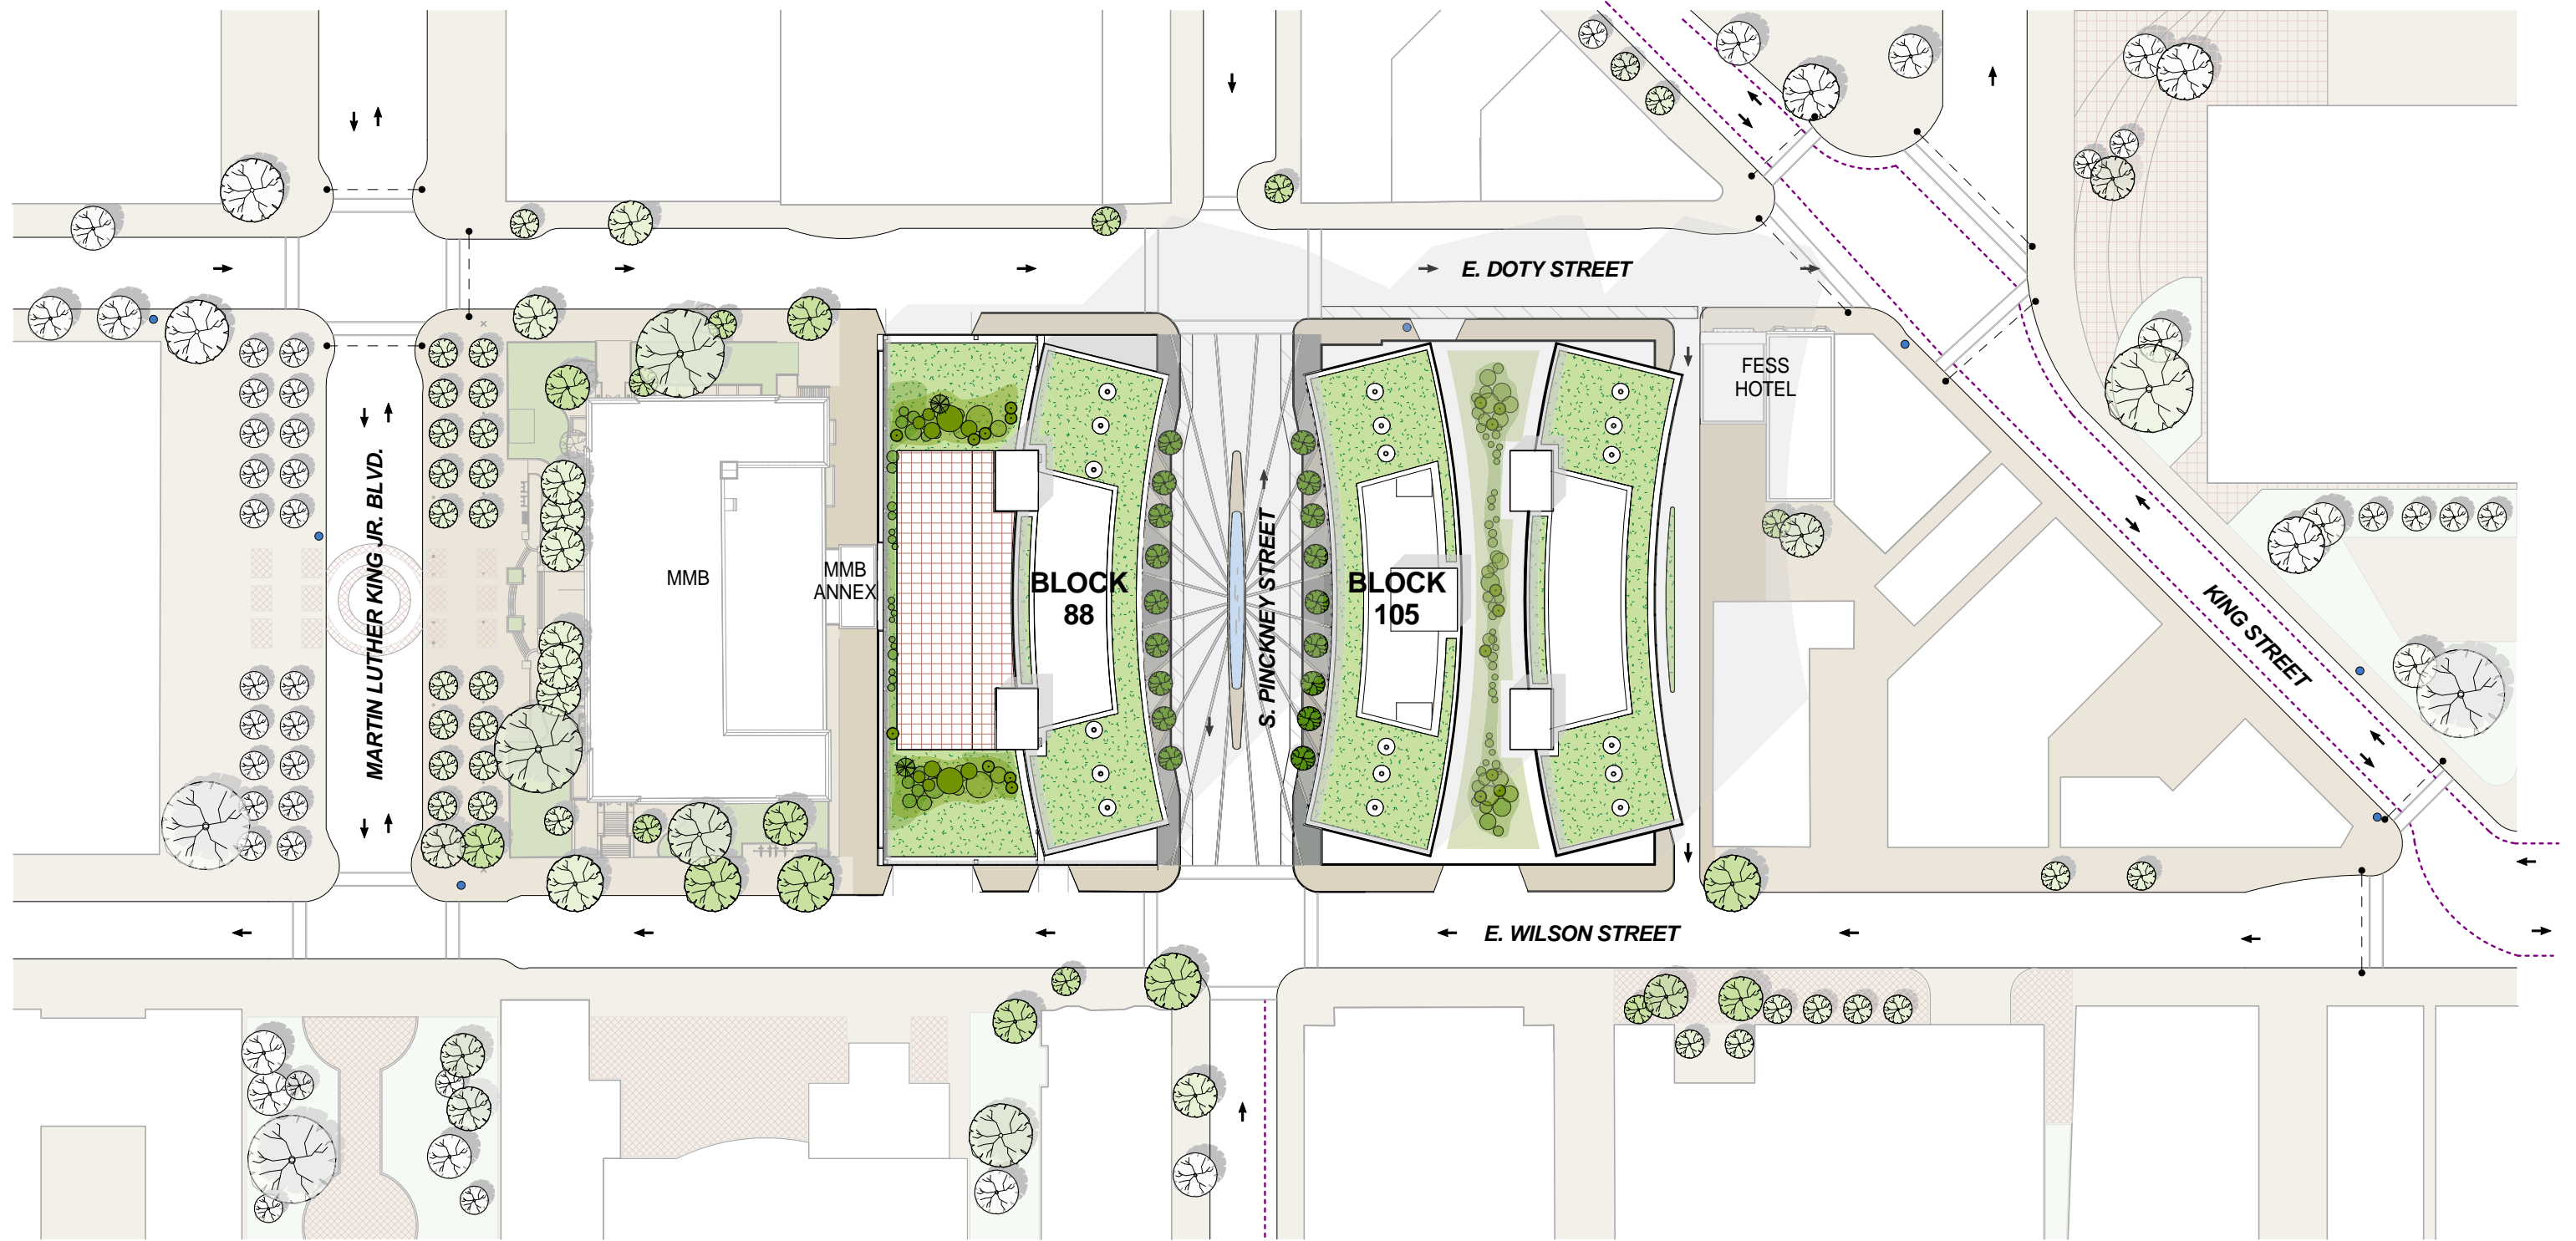 E. DOTY STREET
FESS
HOTEL
MARTIN LUTHER KING JR. BLVD.
MMB
MMB
ANNEX
BLOCK
88
S. PINCKNEY STREET
BLOCK
105
KING STREET
E. WILSON STREET